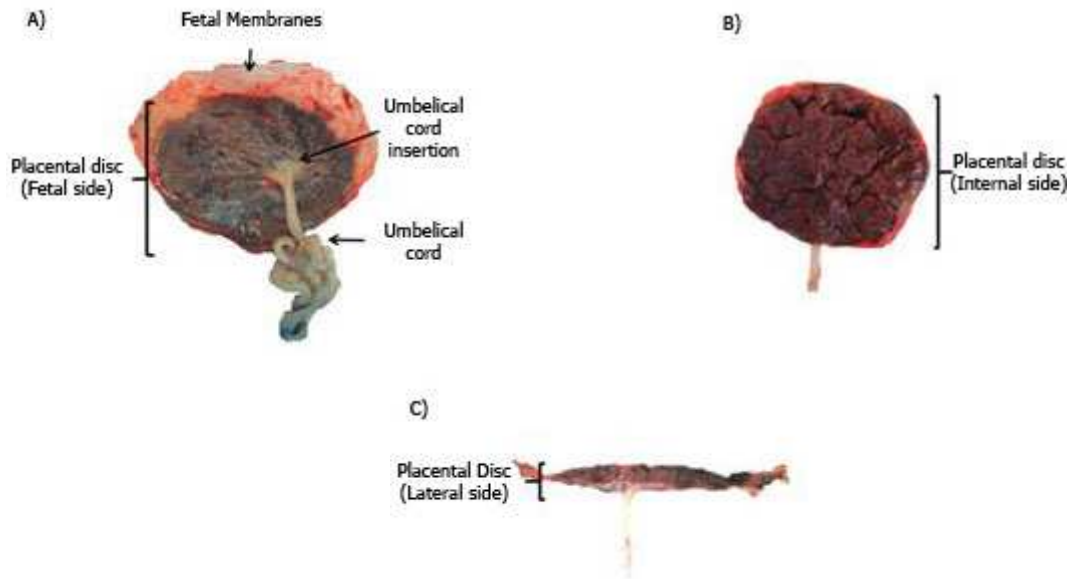 A)
Fetal Membranes
Umbelical
cord
insertion
Placental disc
(Fetal side)
Umbelical
cord
B)
Placental disc
(Internal side)
C)
Placental Disc
(Lateral side)